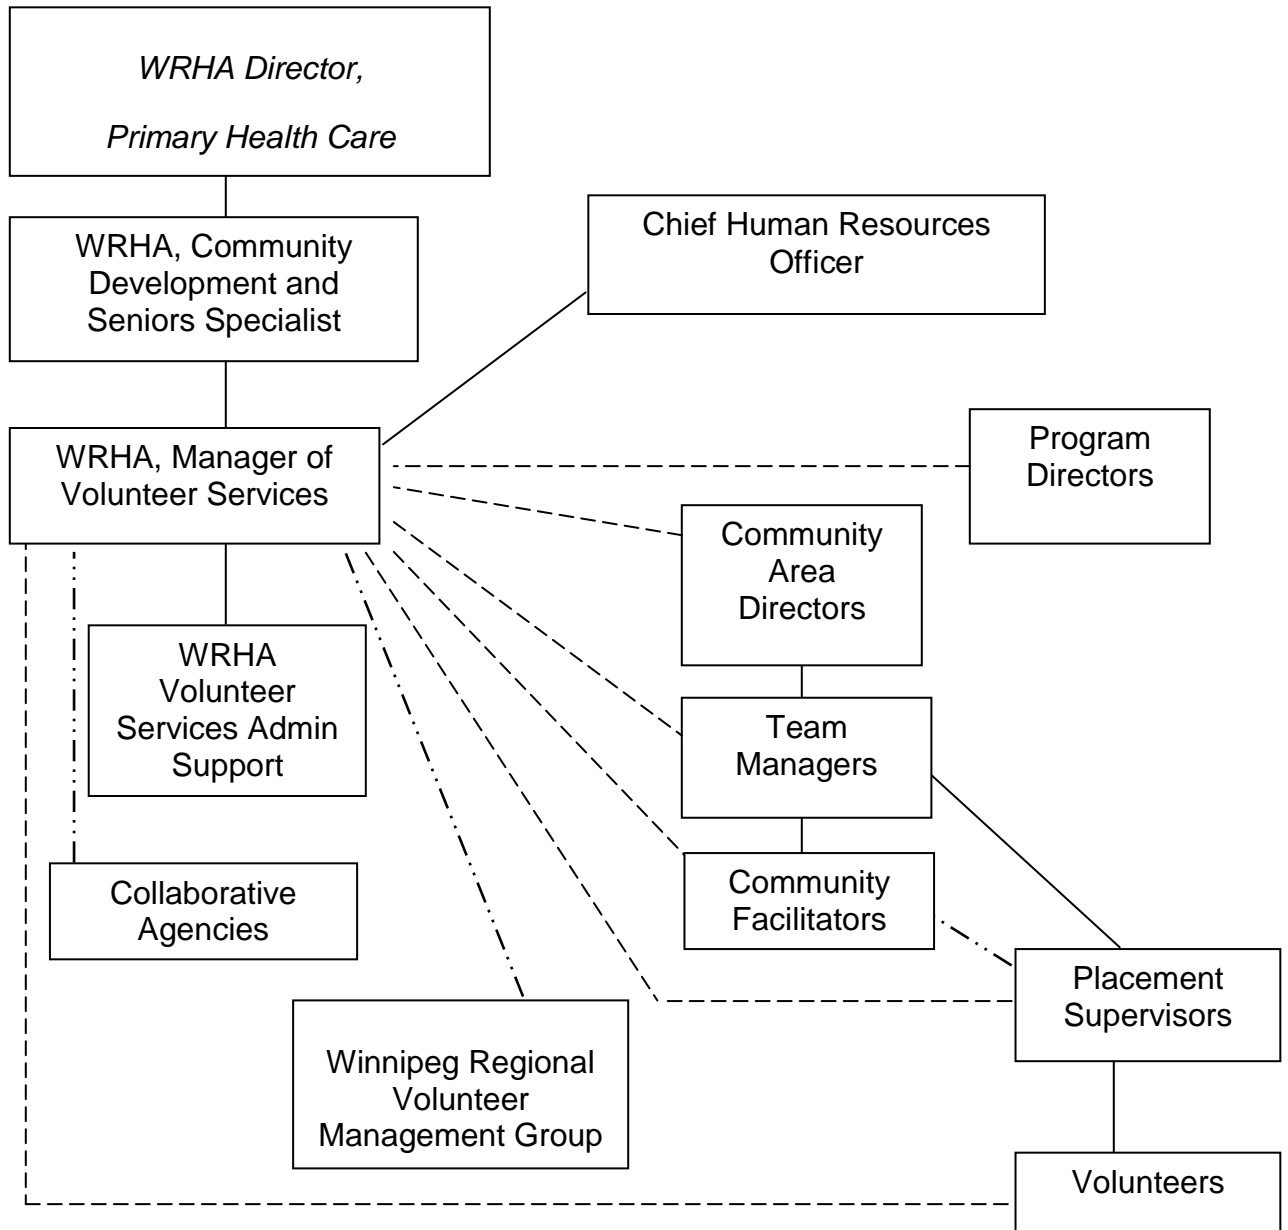 WRHA Director,
Primary Health Care
WRHA, Community
Development and
Seniors Specialist
Chief Human Resources
Officer
WRHA, Manager of
Volunteer Services
Program
Directors
Community
Area
Directors
WRHA
Volunteer
Services Admin
Support
Team
Managers
Collaborative
Agencies
Community
Facilitators
Placement
Supervisors
Winnipeg Regional
Volunteer
Management Group
Volunteers